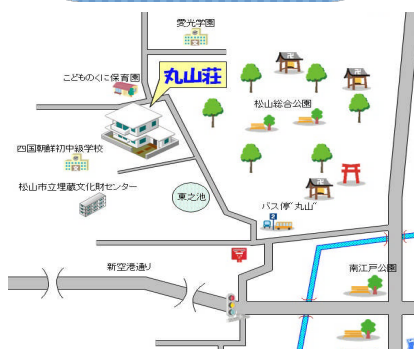 愛光学園
こどものくに保育園
丸山荘
松山総合公園
四国朝鮮初中級学校
松山市立埋蔵文化財センター
東之池
バス停"丸山"
新空港通り
南江戸公園